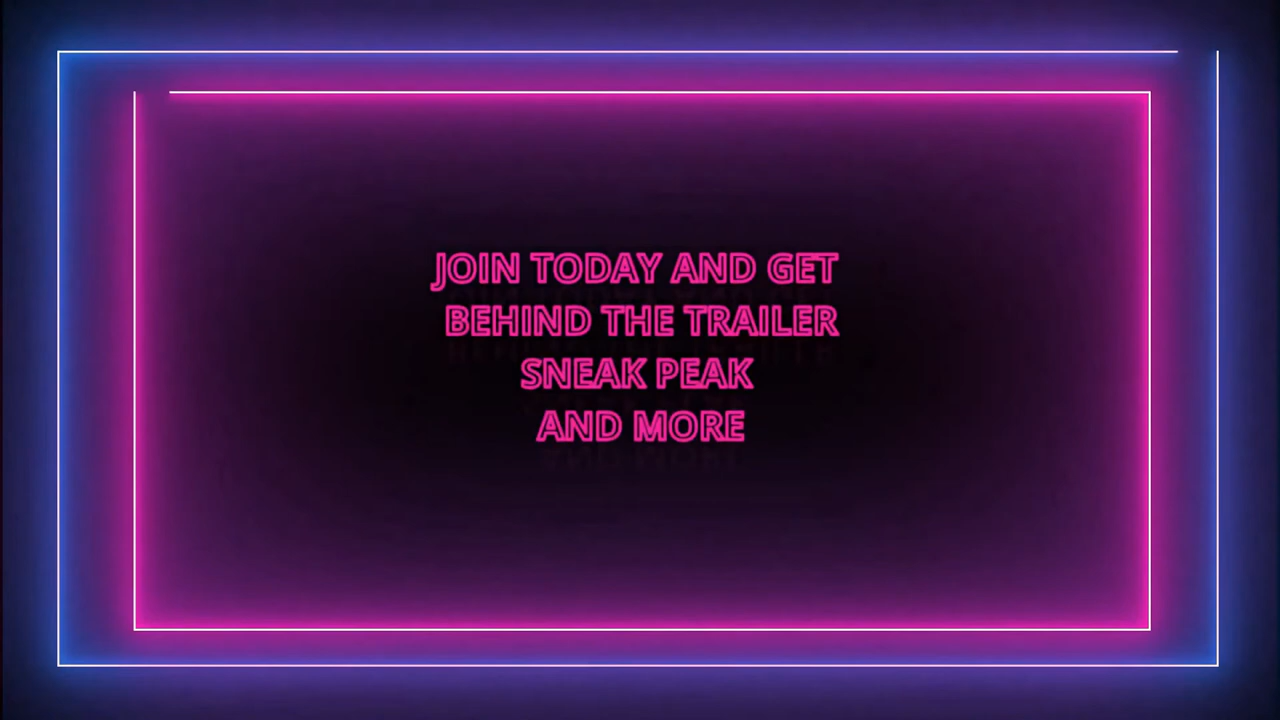 JOIN TODAY AND GET
BEHIND THE TRAILER
SNEAK PEAK
AND MORE